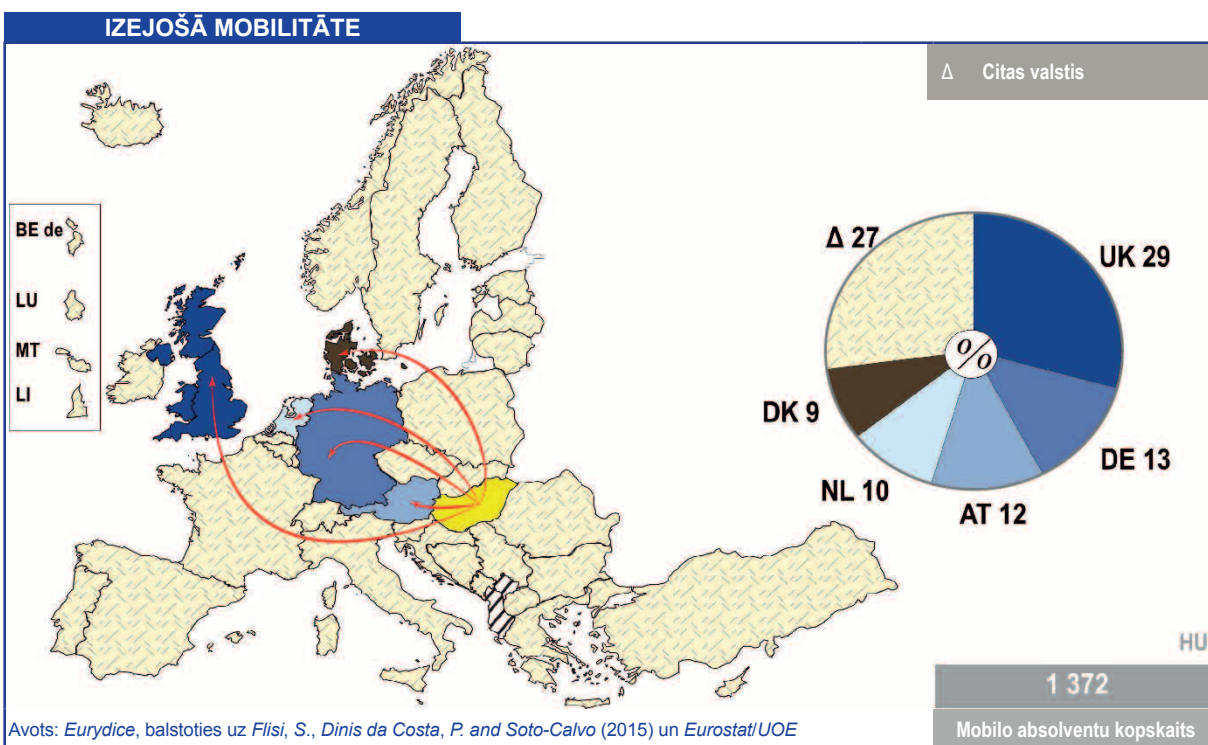 IZEJOŠĀ MOBILITĀTE
Δ Citas valstis
BE de
LU
MT
LI
Δ 27
UK 29
%
DK 9
DE 13
NL 10
AT 12
HU
1 372
Mobilo absolventu kopskaits
Avots: Eurydice, balstoties uz Flisi, S., Dinis da Costa, P. and Soto-Calvo (2015) un Eurostat/UOE